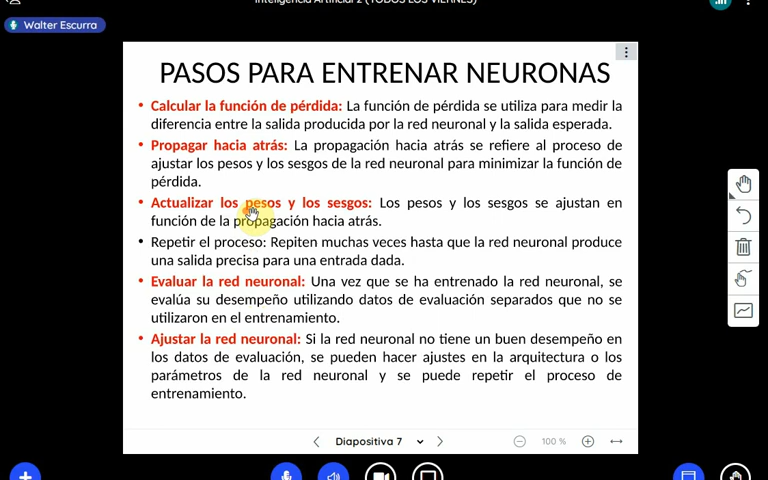 Inteligencia Artificial 2 (TODOS LOS VIERNES)
Walter Escurra
PASOS PARA ENTRENAR NEURONAS
• Calcular la función de pérdida: La función de pérdida se utiliza para medir la
diferencia entre la salida producida por la red neuronal y la salida esperada.
• Propagar hacia atrás: La propagación hacia atrás se refiere al proceso de
ajustar los pesos y los sesgos de la red neuronal para minimizar la función de
pérdida.
• Actualizar los pesos y los sesgos: Los pesos y los sesgos se ajustan en
función de la propagación hacia atrás.
• Repetir el proceso: Repiten muchas veces hasta que la red neuronal produce
una salida precisa para una entrada dada.
• Evaluar la red neuronal: Una vez que se ha entrenado la red neuronal, se
evalúa su desempeño utilizando datos de evaluación separados que no se
utilizaron en el entrenamiento.
• Ajustar la red neuronal: Si la red neuronal no tiene un buen desempeño en
los datos de evaluación, se pueden hacer ajustes en la arquitectura o los
parámetros de la red neuronal y se puede repetir el proceso de
entrenamiento.
Diapositiva 7
100 %